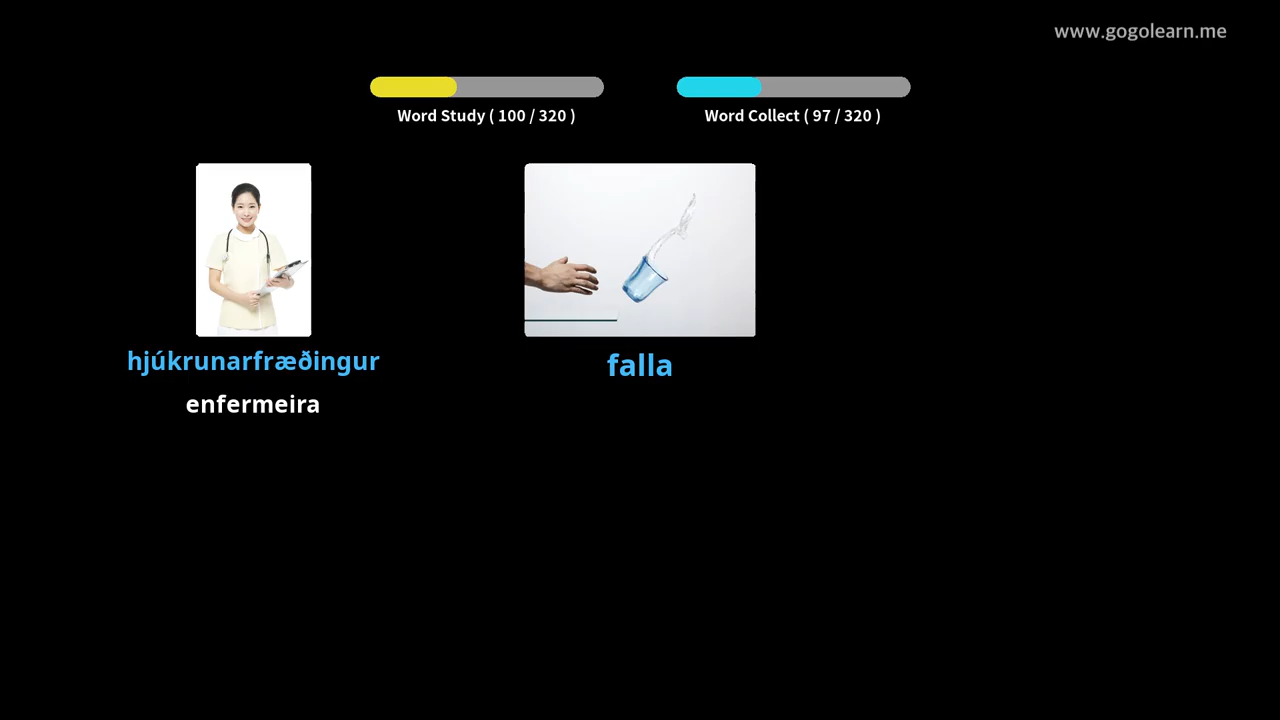 www.gogolearn.me
Word Study ( 100 / 320 )
Word Collect ( 97 / 320 )
hjúkrunarfræðingur
enfermeira
falla